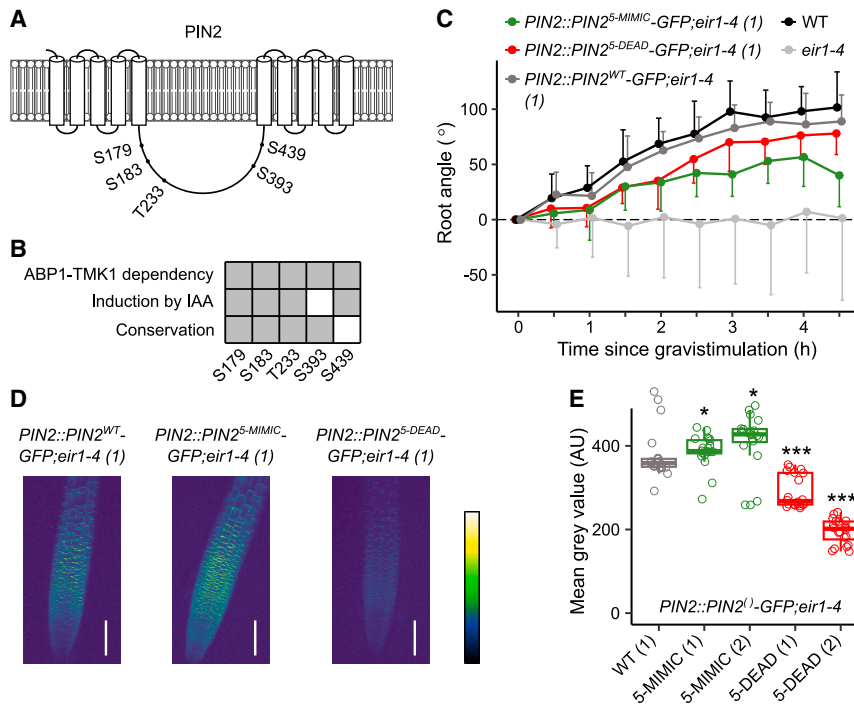 A
PIN2
S179
S183
T233
S439
S393
B
ABP1-TMK1 dependency
Induction by IAA
Conservation
S179
S183
T233
S393
S439
C
PIN2::PIN2^5-MIMIC-GFP;eir1-4 (1)
WT
PIN2::PIN2^5-DEAD-GFP;eir1-4 (1)
eir1-4
PIN2::PIN2^WT-GFP;eir1-4
(1)
Root angle (°)
100
50
0
-50
0
1
2
3
4
Time since gravistimulation (h)
D
PIN2::PIN2^WT-
GFP;eir1-4 (1)
PIN2::PIN2^5-MIMIC-
GFP;eir1-4 (1)
PIN2::PIN2^5-DEAD-
GFP;eir1-4 (1)
E
Mean grey value (AU)
400
200
0
*
*
***
***
PIN2::PIN2^()-GFP;eir1-4
WT (1)
5-MIMIC (1)
5-MIMIC (2)
5-DEAD (1)
5-DEAD (2)